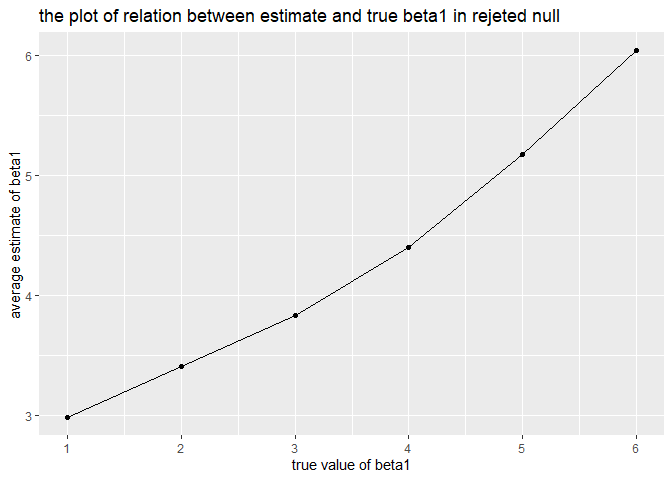 the plot of relation between estimate and true beta1 in rejeted null
average estimate of beta1
6
5
4
3
1 2 3 4 5 6
true value of beta1